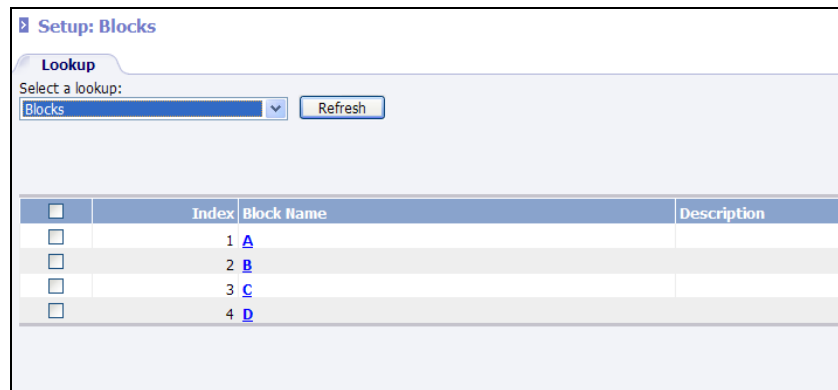 Setup: Blocks
Lookup
Select a lookup:
Blocks Refresh
Index Block Name Description
1 A
2 B
3 C
4 D